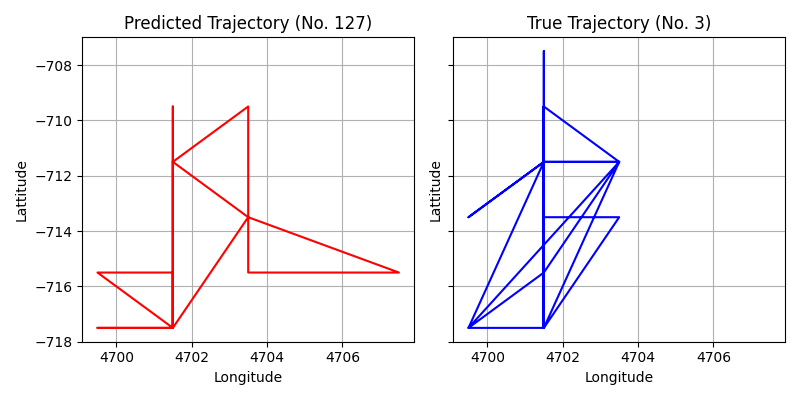 Predicted Trajectory (No. 127)
Lattitude
−708
−710
−712
−714
−716
−718
4700 4702 4704 4706
Longitude
True Trajectory (No. 3)
Lattitude
4700 4702 4704 4706
Longitude